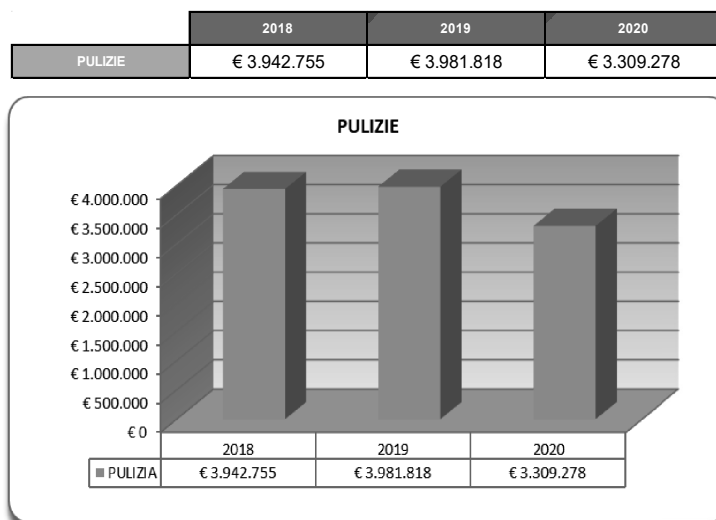 2018 2019 2020
PULIZIE € 3.942.755 € 3.981.818 € 3.309.278
PULIZIE
€ 4.000.000
€ 3.500.000
€ 3.000.000
€ 2.500.000
€ 2.000.000
€ 1.500.000
€ 1.000.000
€ 500.000
€ 0
2018 2019 2020
PULIZIA € 3.942.755 € 3.981.818 € 3.309.278